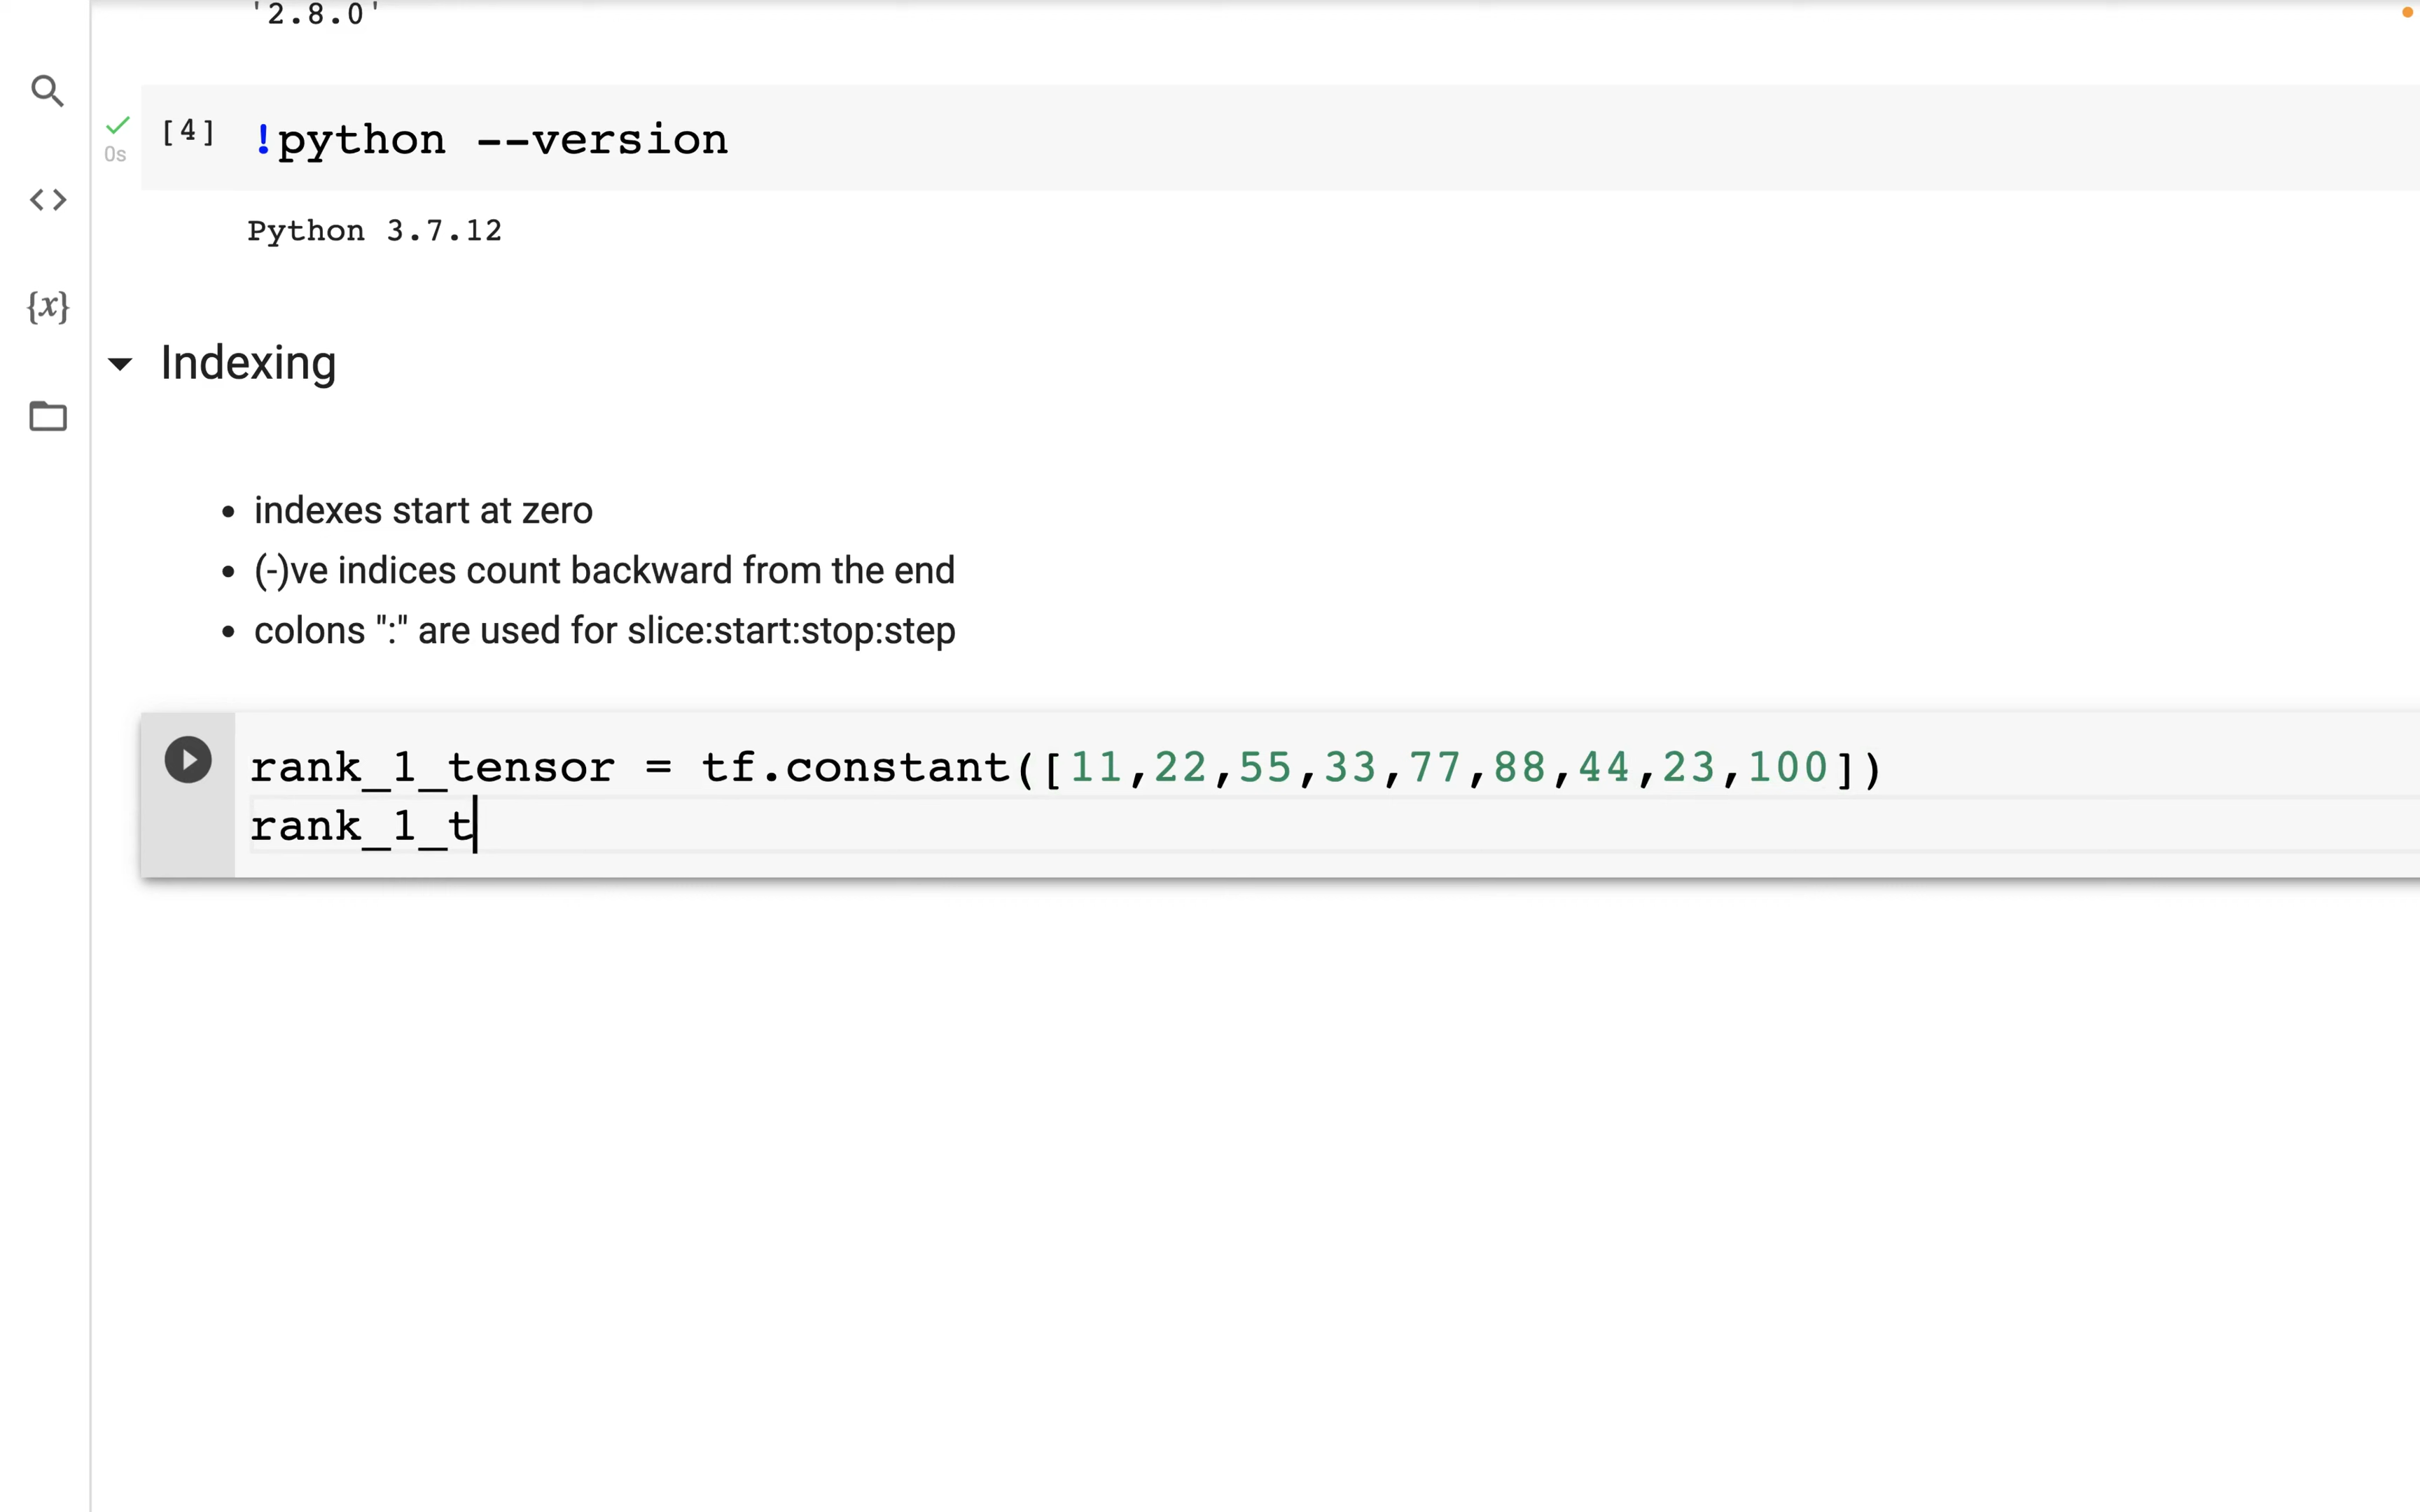 '2.8.0'
[4] !python --version
0s
Python 3.7.12
{x}
Indexing
• indexes start at zero
• (-)ve indices count backward from the end
• colons ":" are used for slice:start:stop:step
rank_1_tensor = tf.constant([11,22,55,33,77,88,44,23,100])
rank_1_t